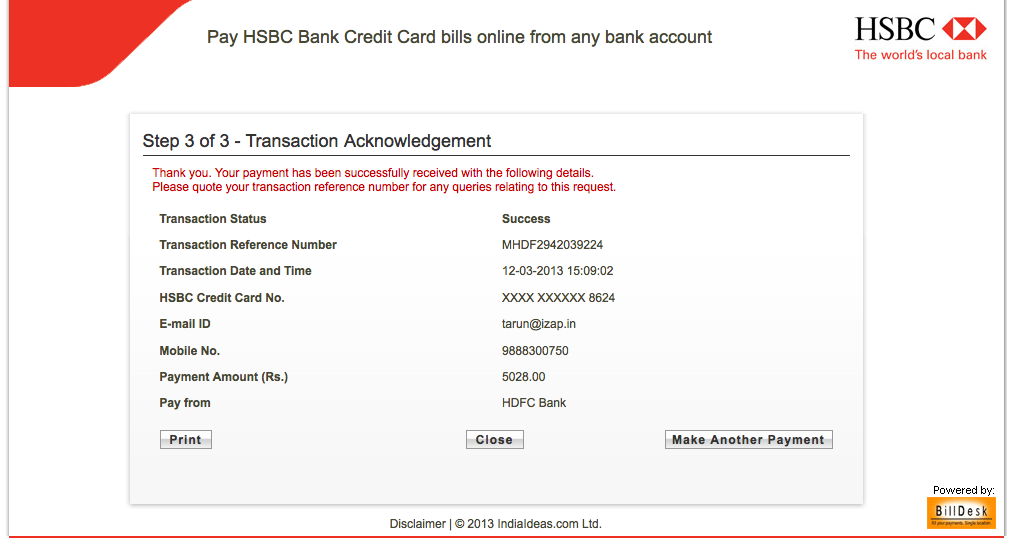 Pay HSBC Bank Credit Card bills online from any bank account
HSBC
The world's local bank
Step 3 of 3 - Transaction Acknowledgement
Thank you. Your payment has been successfully received with the following details.
Please quote your transaction reference number for any queries relating to this request.
Transaction Status Success
Transaction Reference Number MHDF2942039224
Transaction Date and Time 12-03-2013 15:09:02
HSBC Credit Card No. XXXX XXXXXX 8624
E-mail ID tarun@izap.in
Mobile No. 9888300750
Payment Amount (Rs.) 5028.00
Pay from HDFC Bank
Print Close Make Another Payment
Powered by:
BillDesk
All your payments. Single location.
Disclaimer | © 2013 IndiaIdeas.com Ltd.